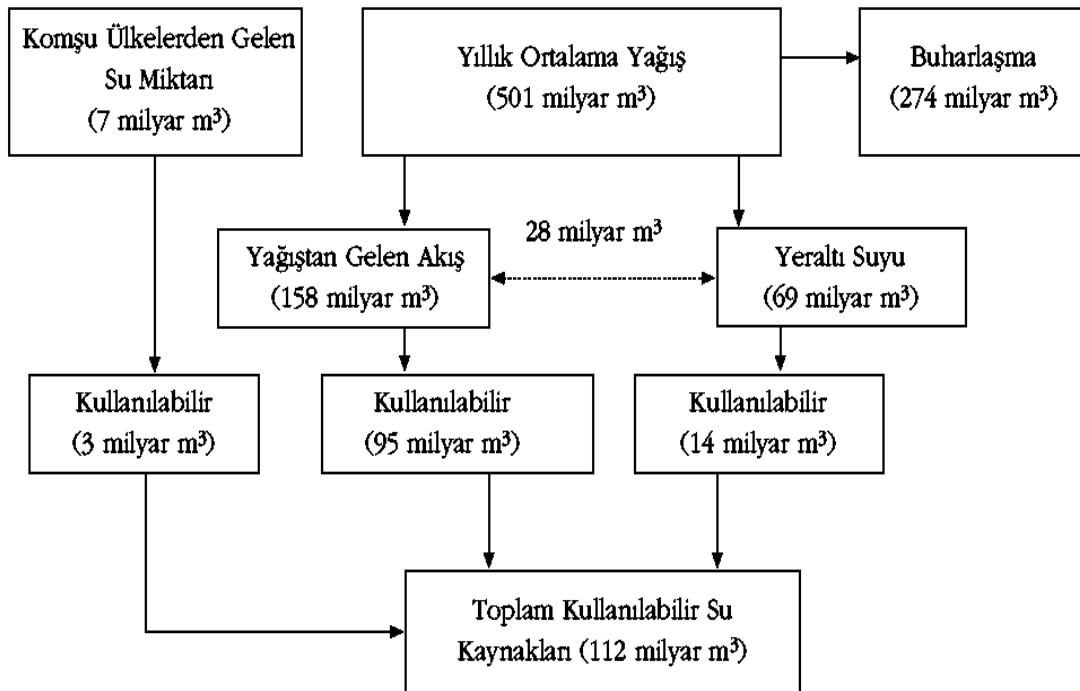 Komşu Ülkelerden Gelen
Su Miktarı
(7 milyar m³)
Yıllık Ortalama Yağış
(501 milyar m³)
Buharlaşma
(274 milyar m³)
28 milyar m³
Yağıştan Gelen Akış
(158 milyar m³)
Yeraltı Suyu
(69 milyar m³)
Kullanılabilir
(3 milyar m³)
Kullanılabilir
(95 milyar m³)
Kullanılabilir
(14 milyar m³)
Toplam Kullanılabilir Su
Kaynakları (112 milyar m³)